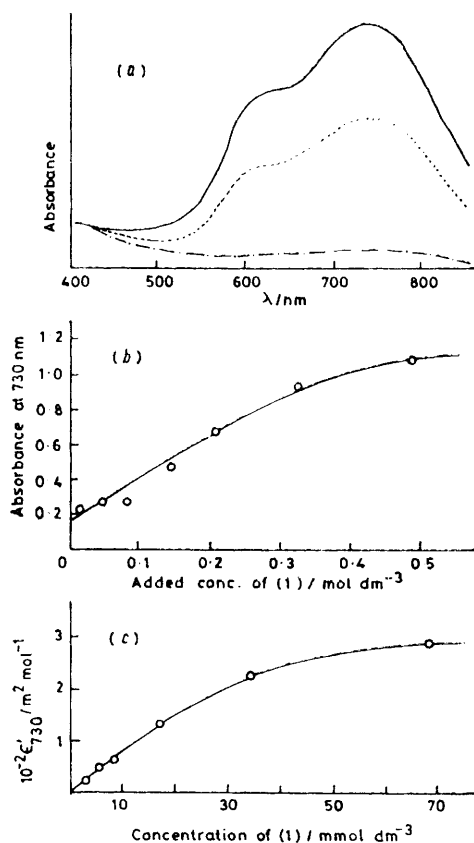 (a)
Absorbance
400 500 600 700 800
λ/nm
(b)
Absorbance at 730 nm
1·2
1·0
0·8
0·6
0·4
0·2
0 0·1 0·2 0·3 0·4 0·5
Added conc. of (1) / mol dm⁻³
(c)
10⁻²ε'₇₃₀/m² mol⁻¹
3
2
1
10 30 50 70
Concentration of (1) / mmol dm⁻³